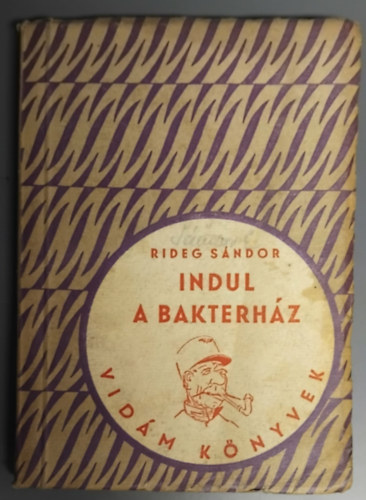 RIDEG SÁNDOR
INDUL
A BAKTERHÁZ
VIDÁM KÖNYVEK